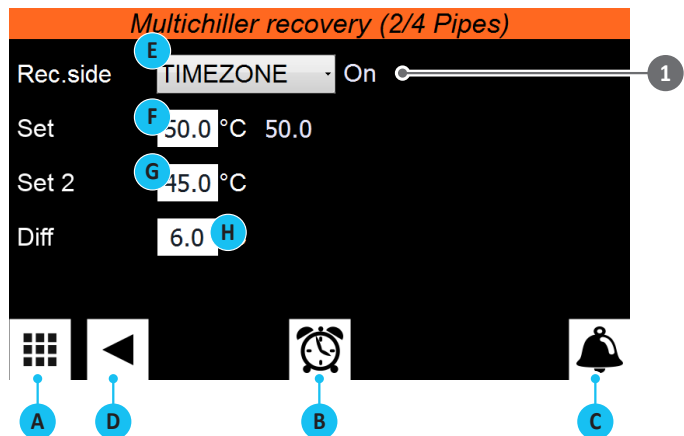 Multichiller recovery (2/4 Pipes)
E
Rec.side TIMEZONE On 1
F
Set 50.0 °C 50.0
G
Set 2 45.0 °C
Diff 6.0 H
A D B C